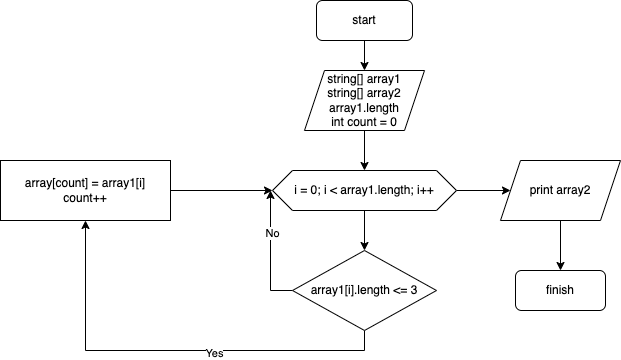 start
string[] array1
string[] array2
array1.length
int count = 0
array[count] = array1[i]
count++
i = 0; i < array1.length; i++
print array2
No
array1[i].length <= 3
finish
Yes